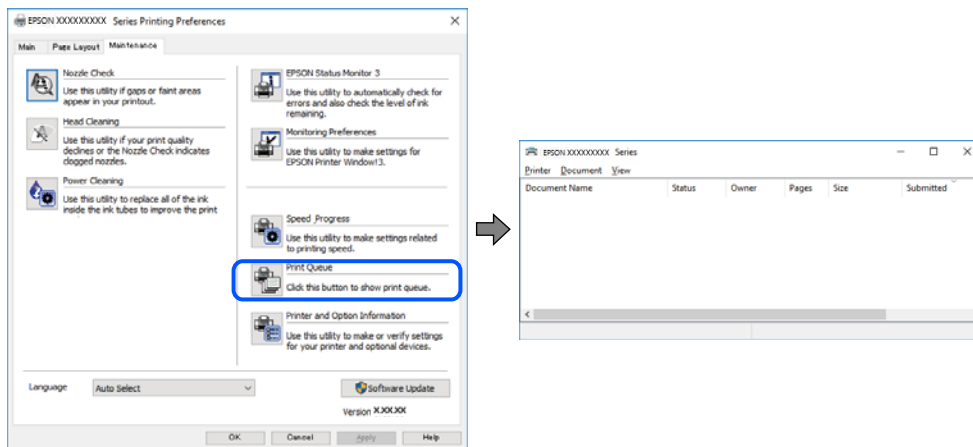 EPSON XXXXXXXXX Series Printing Preferences
Main Page Layout Maintenance
Nozzle Check
Use this utility if gaps or faint areas
appear in your printout.
Head Cleaning
Use this utility if your print quality
declines or the Nozzle Check indicates
clogged nozzles.
Power Cleaning
Use this utility to replace all of the ink
inside the ink tubes to improve the print
EPSON Status Monitor 3
Use this utility to automatically check for
errors and also check the level of ink
remaining.
Monitoring Preferences
Use this utility to make settings for
EPSON Printer Window!3.
Speed_Progress
Use this utility to make settings related
to printing speed.
Print Queue
Click this button to show print queue.
Printer and Option Information
Use this utility to make or verify settings
for your printer and optional devices.
Language Auto Select
Software Update
Version X.XX.XX
OK Cancel Apply Help
EPSON XXXXXXXXX Series
Printer Document View
Document Name Status Owner Pages Size Submitted